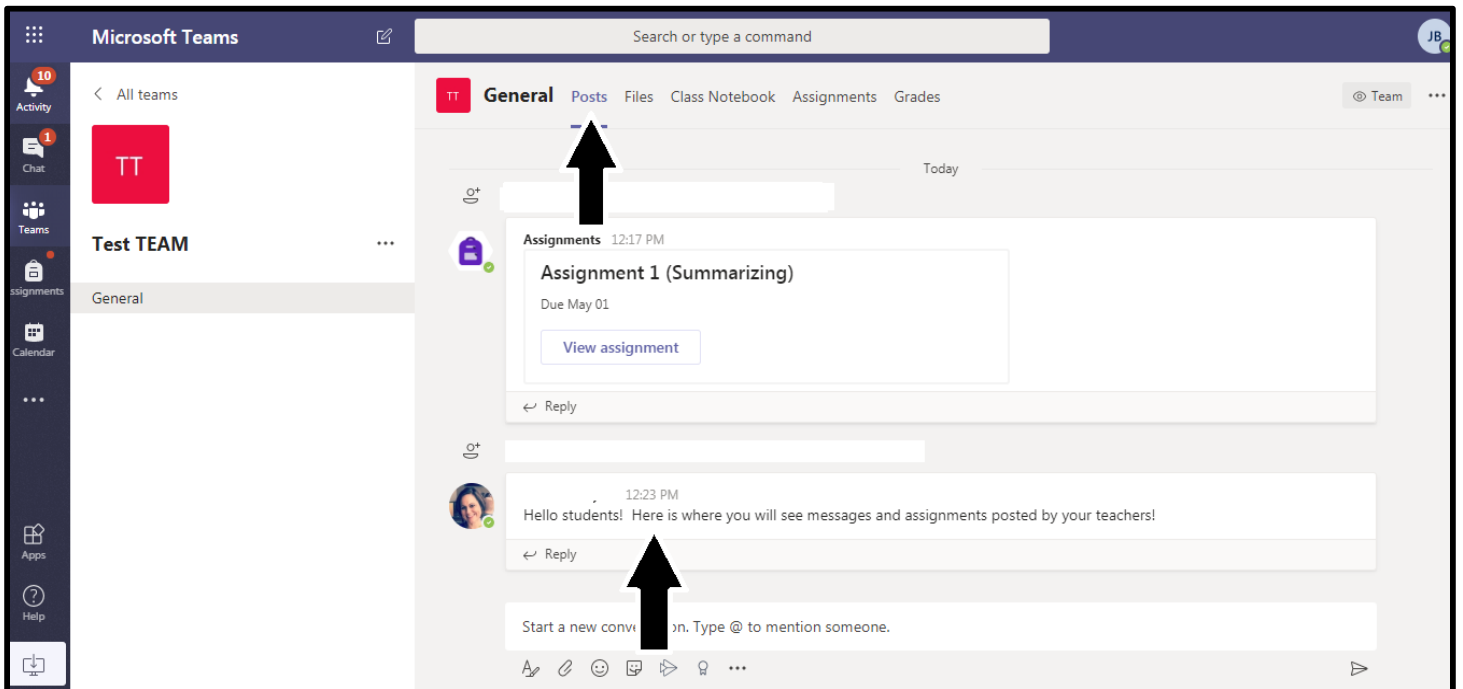 Microsoft Teams
Search or type a command
JB
10
Activity
1
Chat
Teams
ssignments
Calendar
Apps
Help
All teams
TT
Test TEAM
General
TT General Posts Files Class Notebook Assignments Grades
Team
Today
Assignments 12:17 PM
Assignment 1 (Summarizing)
Due May 01
View assignment
Reply
12:23 PM
Hello students! Here is where you will see messages and assignments posted by your teachers!
Reply
Start a new conve on. Type @ to mention someone.